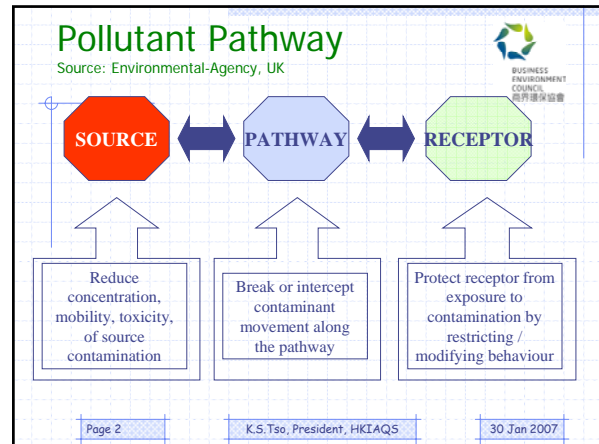 Pollutant Pathway
Source: Environmental-Agency, UK
BUSINESS
ENVIRONMENT
COUNCIL
商界環保協會
SOURCE
PATHWAY
RECEPTOR
Reduce
concentration,
mobility, toxicity,
of source
contamination
Break or intercept
contaminant
movement along
the pathway
Protect receptor from
exposure to
contamination by
restricting /
modifying behaviour
Page 2
K.S.Tso, President, HKIAQS
30 Jan 2007